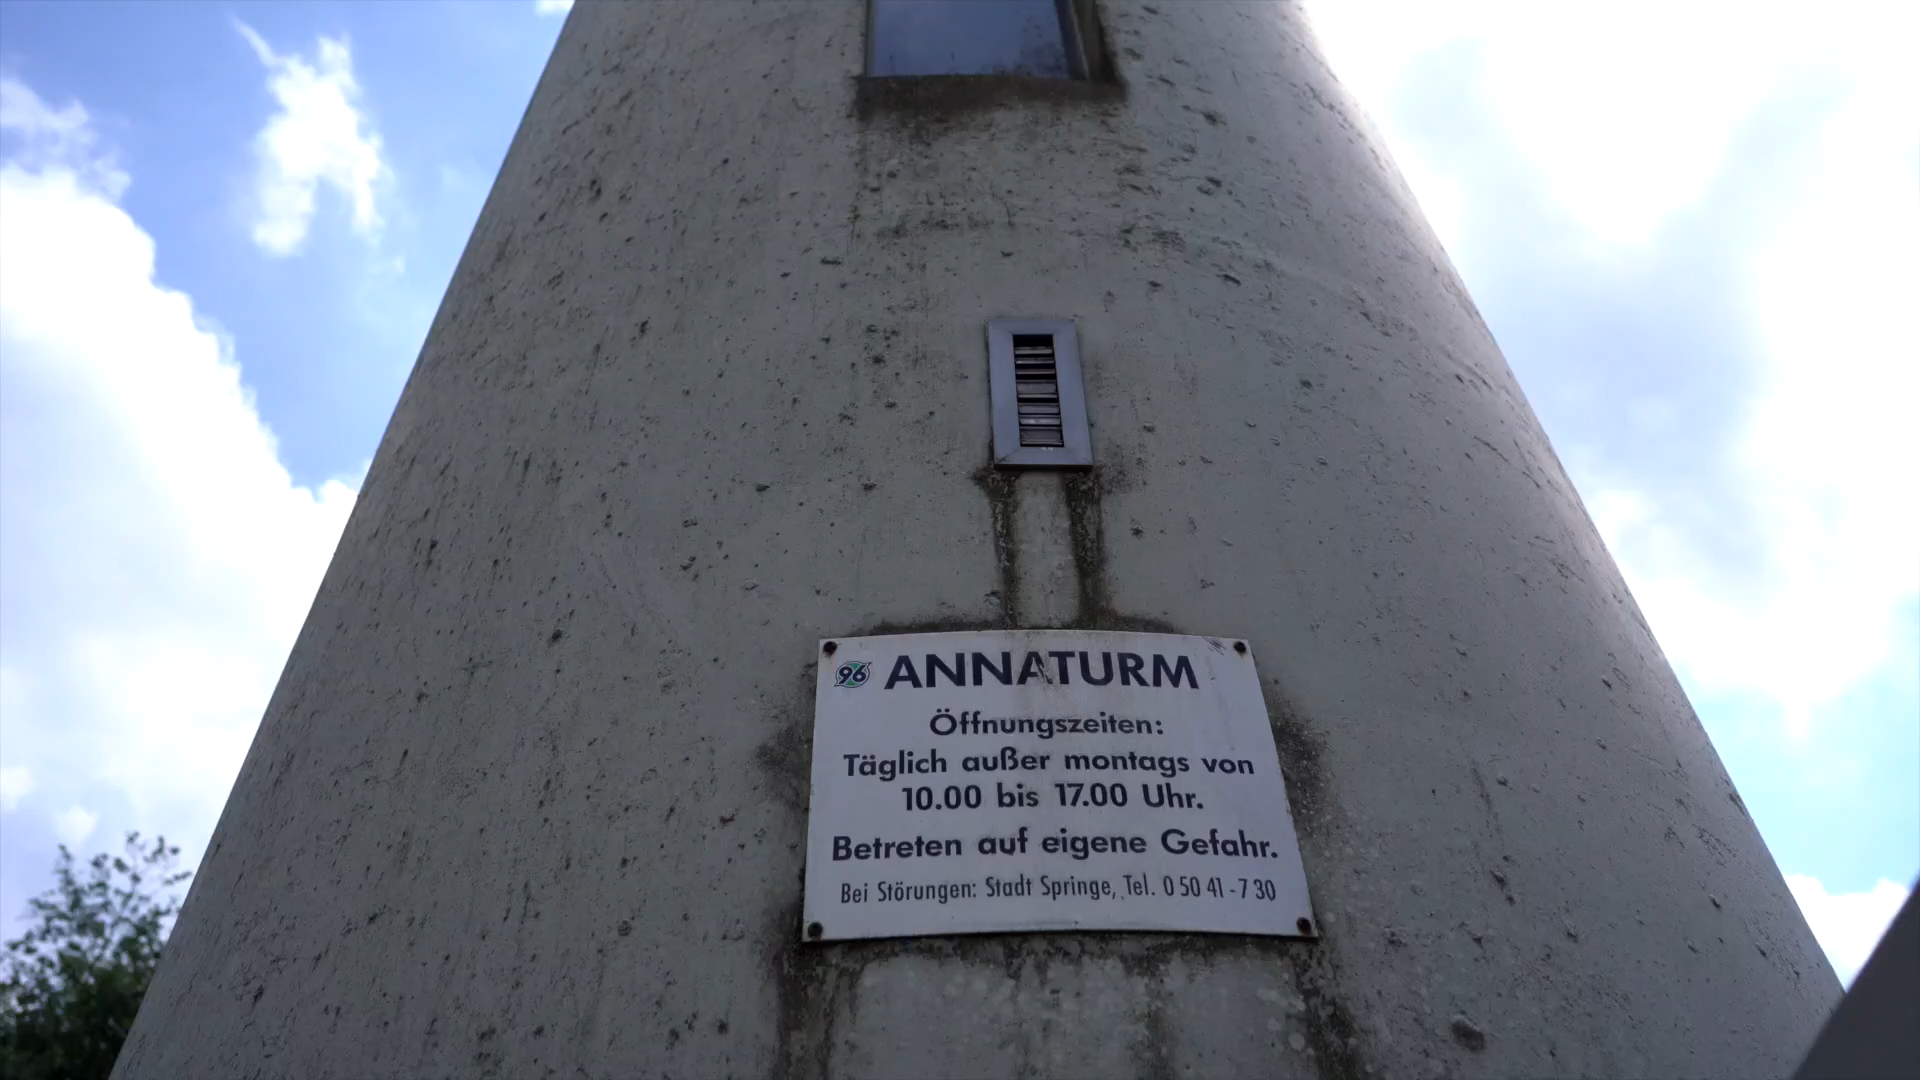 96 ANNATURM
Öffnungszeiten:
Täglich außer montags von
10.00 bis 17.00 Uhr.
Betreten auf eigene Gefahr.
Bei Störungen: Stadt Springe, Tel. 0 50 41 - 7 30